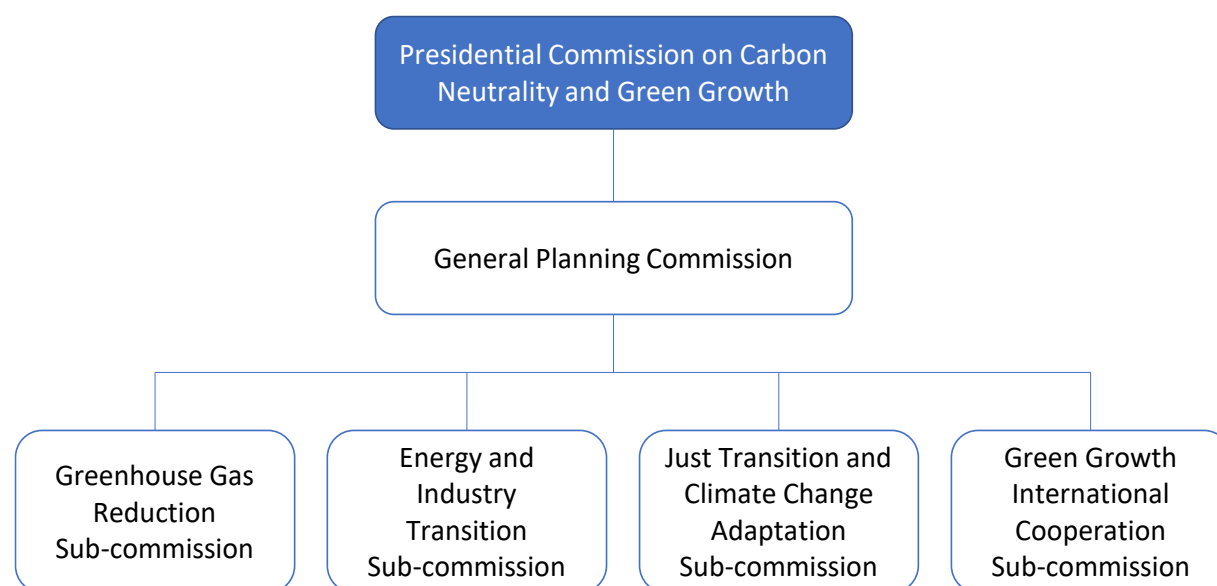 Presidential Commission on Carbon
Neutrality and Green Growth
General Planning Commission
Greenhouse Gas
Reduction
Sub-commission
Energy and
Industry
Transition
Sub-commission
Just Transition and
Climate Change
Adaptation
Sub-commission
Green Growth
International
Cooperation
Sub-commission